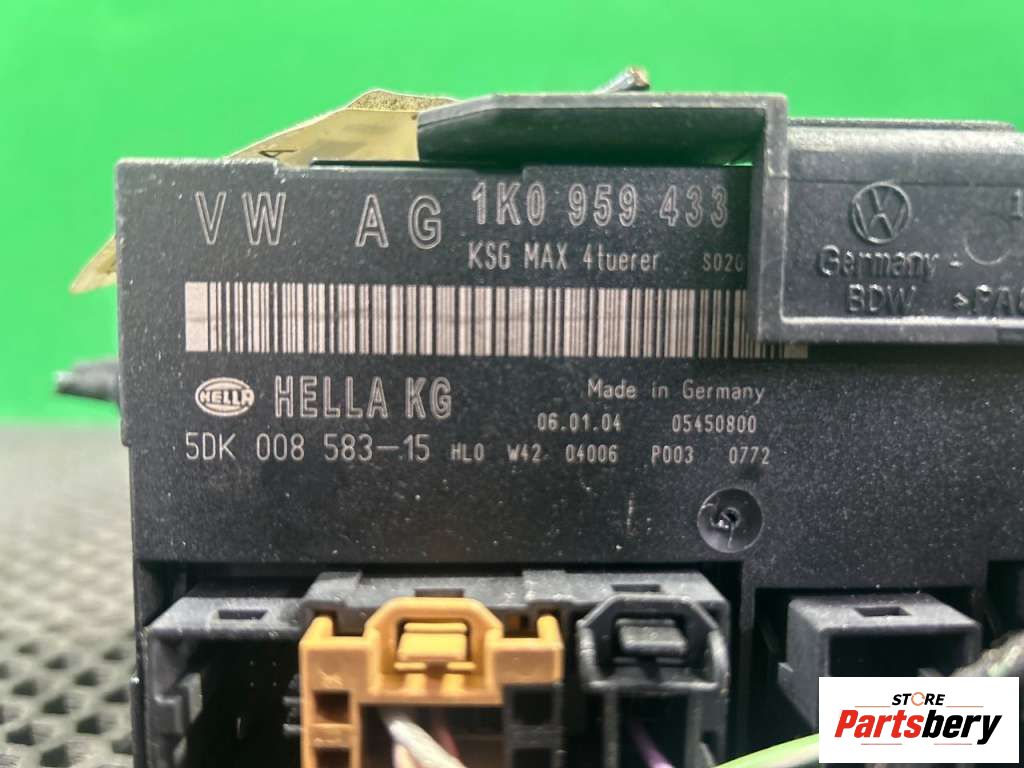 VW AG 1K0 959 433
KSG MAX 4tuerer
Germany
BDW
HELLA HELLA KG
Made in Germany
06.01.04 05450800
5DK 008 583-15 HLO W42 04006 P003 0772
STORE
Partsbery